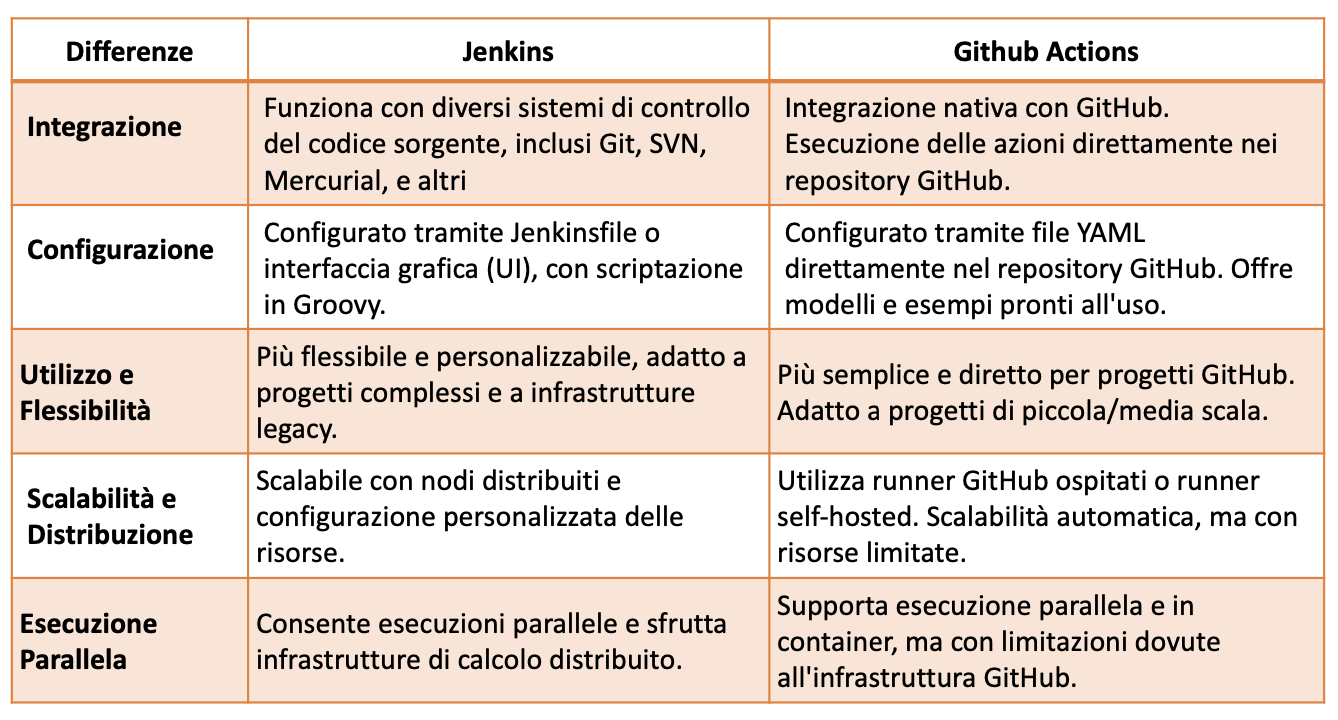 Differenze
Jenkins
Github Actions
Integrazione
Funziona con diversi sistemi di controllo
del codice sorgente, inclusi Git, SVN,
Mercurial, e altri
Integrazione nativa con GitHub.
Esecuzione delle azioni direttamente nei
repository GitHub.
Configurazione
Configurato tramite Jenkinsfile o
interfaccia grafica (UI), con scriptazione
in Groovy.
Configurato tramite file YAML
direttamente nel repository GitHub. Offre
modelli e esempi pronti all'uso.
Utilizzo e
Flessibilità
Più flessibile e personalizzabile, adatto a
progetti complessi e a infrastrutture
legacy.
Più semplice e diretto per progetti GitHub.
Adatto a progetti di piccola/media scala.
Scalabilità e
Distribuzione
Scalabile con nodi distribuiti e
configurazione personalizzata delle
risorse.
Utilizza runner GitHub ospitati o runner
self-hosted. Scalabilità automatica, ma con
risorse limitate.
Esecuzione
Parallela
Consente esecuzioni parallele e sfrutta
infrastrutture di calcolo distribuito.
Supporta esecuzione parallela e in
container, ma con limitazioni dovute
all'infrastruttura GitHub.